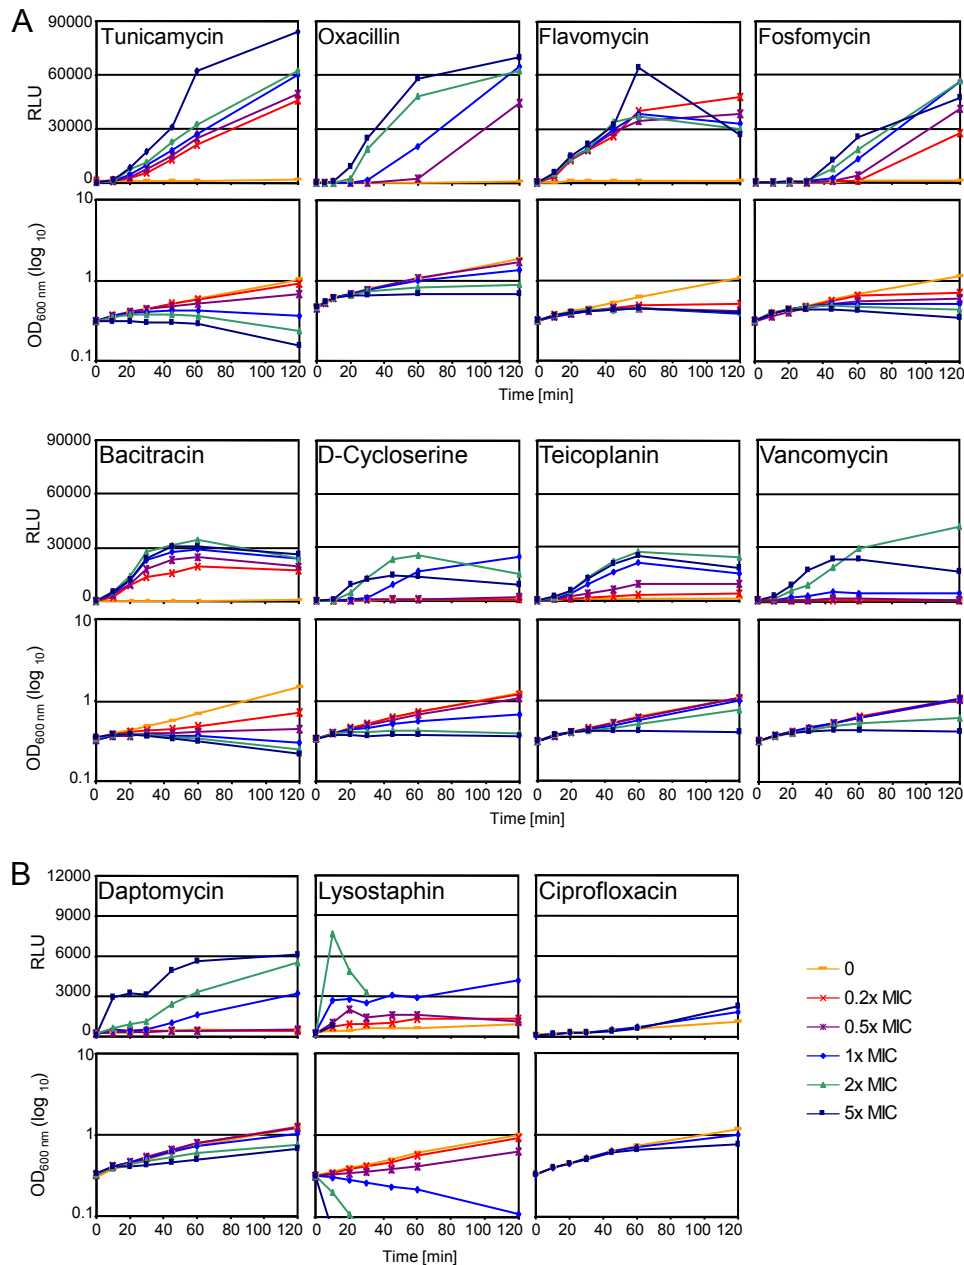 A
Tunicamycin Oxacillin Flavomycin Fosfomycin
90000
60000
30000
0
RLU
10
1
0.1
OD600 nm (log 10)
0 20 40 60 80 100 120 0 20 40 60 80 100 120 0 20 40 60 80 100 120 0 20 40 60 80 100 120
Time [min]
Bacitracin D-Cycloserine Teicoplanin Vancomycin
90000
60000
30000
0
RLU
10
1
0.1
OD600 nm (log 10)
0 20 40 60 80 100 120 0 20 40 60 80 100 120 0 20 40 60 80 100 120 0 20 40 60 80 100 120
Time [min]
B
Daptomycin Lysostaphin Ciprofloxacin
12000
9000
6000
3000
0
RLU
10
1
0.1
OD600 nm (log 10)
0 20 40 60 80 100 120 0 20 40 60 80 100 120 0 20 40 60 80 100 120
Time [min]
0
0.2x MIC
0.5x MIC
1x MIC
2x MIC
5x MIC